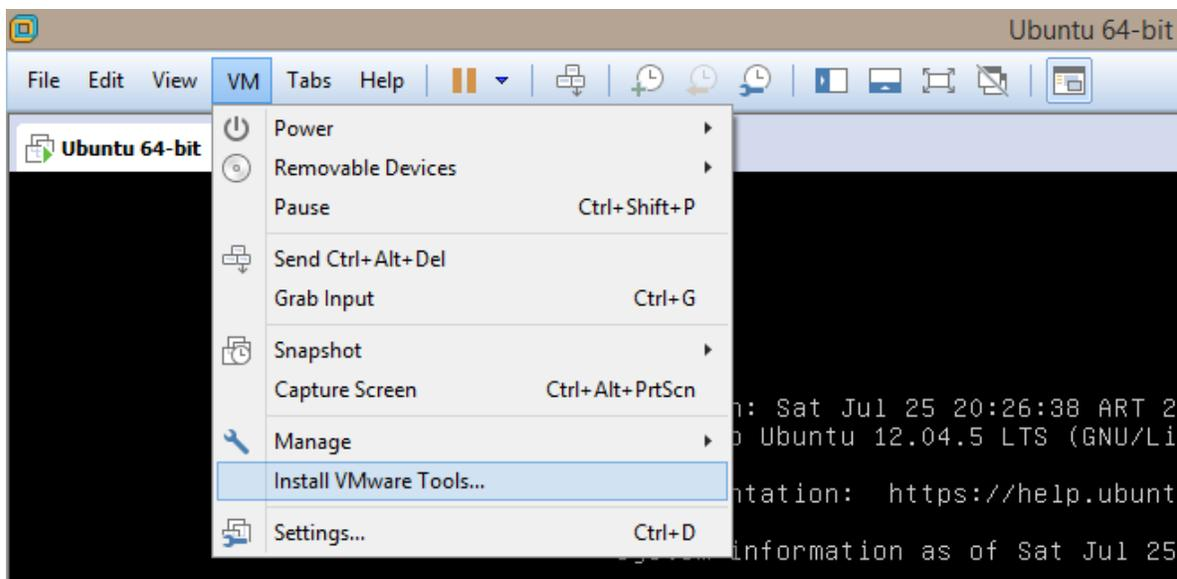 Ubuntu 64-bit
File Edit View VM Tabs Help
Ubuntu 64-bit
Power
Removable Devices
Pause Ctrl+Shift+P
Send Ctrl+Alt+Del
Grab Input Ctrl+G
Snapshot
Capture Screen Ctrl+Alt+PrtScn
n: Sat Jul 25 20:26:38 ART 2
Manage
o Ubuntu 12.04.5 LTS (GNU/Li
Install VMware Tools...
ntation: https://help.ubunt
Settings... Ctrl+D
information as of Sat Jul 25